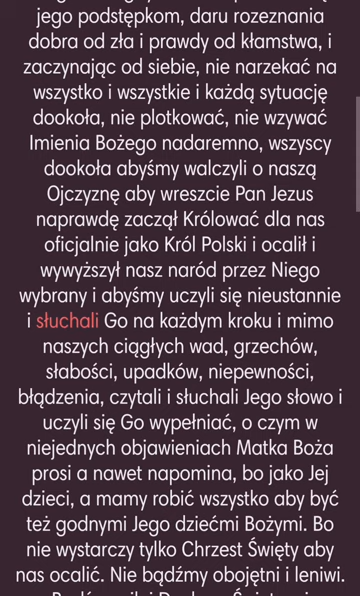 jego podstępkom, daru rozeznania
dobra od zła i prawdy od kłamstwa, i
zaczynając od siebie, nie narzekać na
wszystko i wszystkie i każdą sytuację
dookoła, nie plotkować, nie wzywać
Imienia Bożego nadaremno, wszyscy
dookoła abyśmy walczyli o naszą
Ojczyznę aby wreszcie Pan Jezus
naprawdę zaczął Królować dla nas
oficjalnie jako Król Polski i ocalił i
wywyższył nasz naród przez Niego
wybrany i abyśmy uczyli się nieustannie
i słuchali Go na każdym kroku i mimo
naszych ciągłych wad, grzechów,
słabości, upadków, niepewności,
błądzenia, czytali i słuchali Jego słowo i
uczyli się Go wypełniać, o czym w
niejednych objawieniach Matka Boża
prosi a nawet napomina, bo jako Jej
dzieci, a mamy robić wszystko aby być
też godnymi Jego dziećmi Bożymi. Bo
nie wystarczy tylko Chrzest Święty aby
nas ocalić. Nie bądźmy obojętni i leniwi.